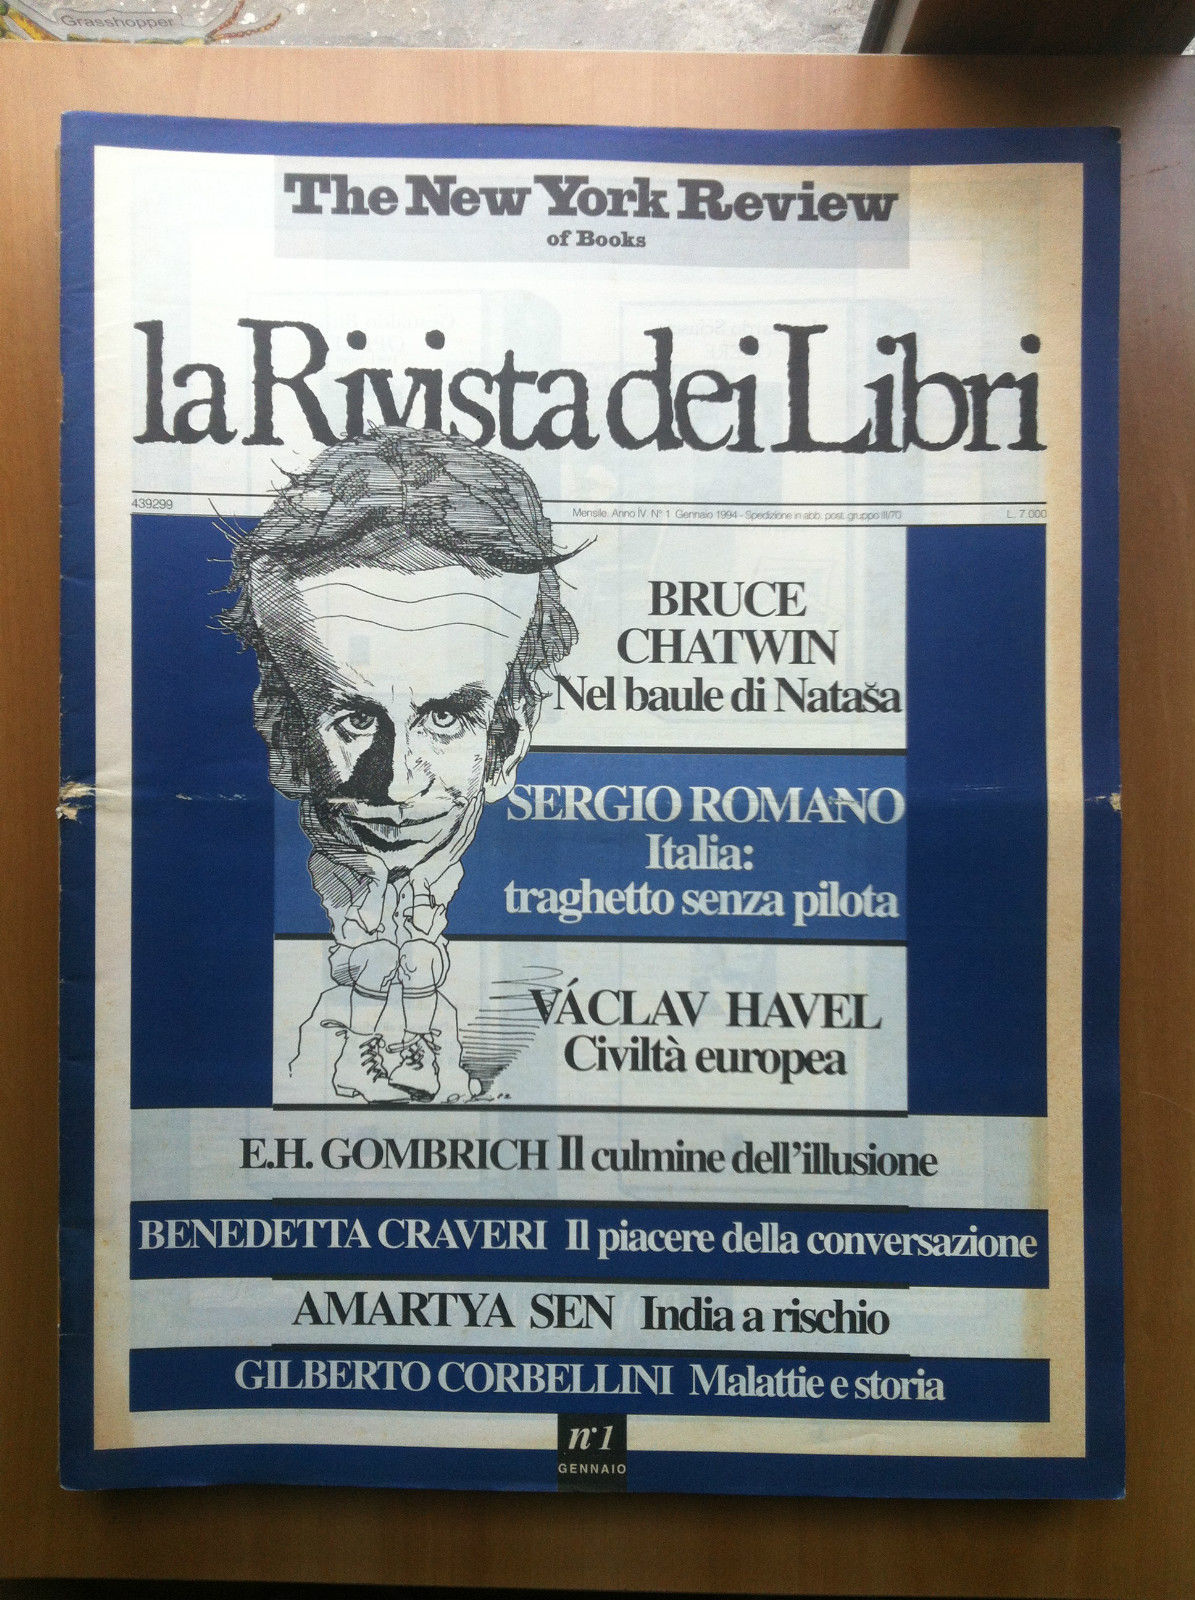 Grasshopper
The New York Review
of Books
la Rivista dei Libri
439299
Mensile. Anno IV N° 1 Gennaio 1994 - Spedizione in abb. post. gruppo III/70
L. 7.000
BRUCE
CHATWIN
Nel baule di Nataša
SERGIO ROMANO
Italia:
traghetto senza pilota
VÁCLAV HAVEL
Civiltà europea
E.H. GOMBRICH Il culmine dell'illusione
BENEDETTA CRAVERI Il piacere della conversazione
AMARTYA SEN India a rischio
GILBERTO CORBELLINI Malattie e storia
n°1
GENNAIO